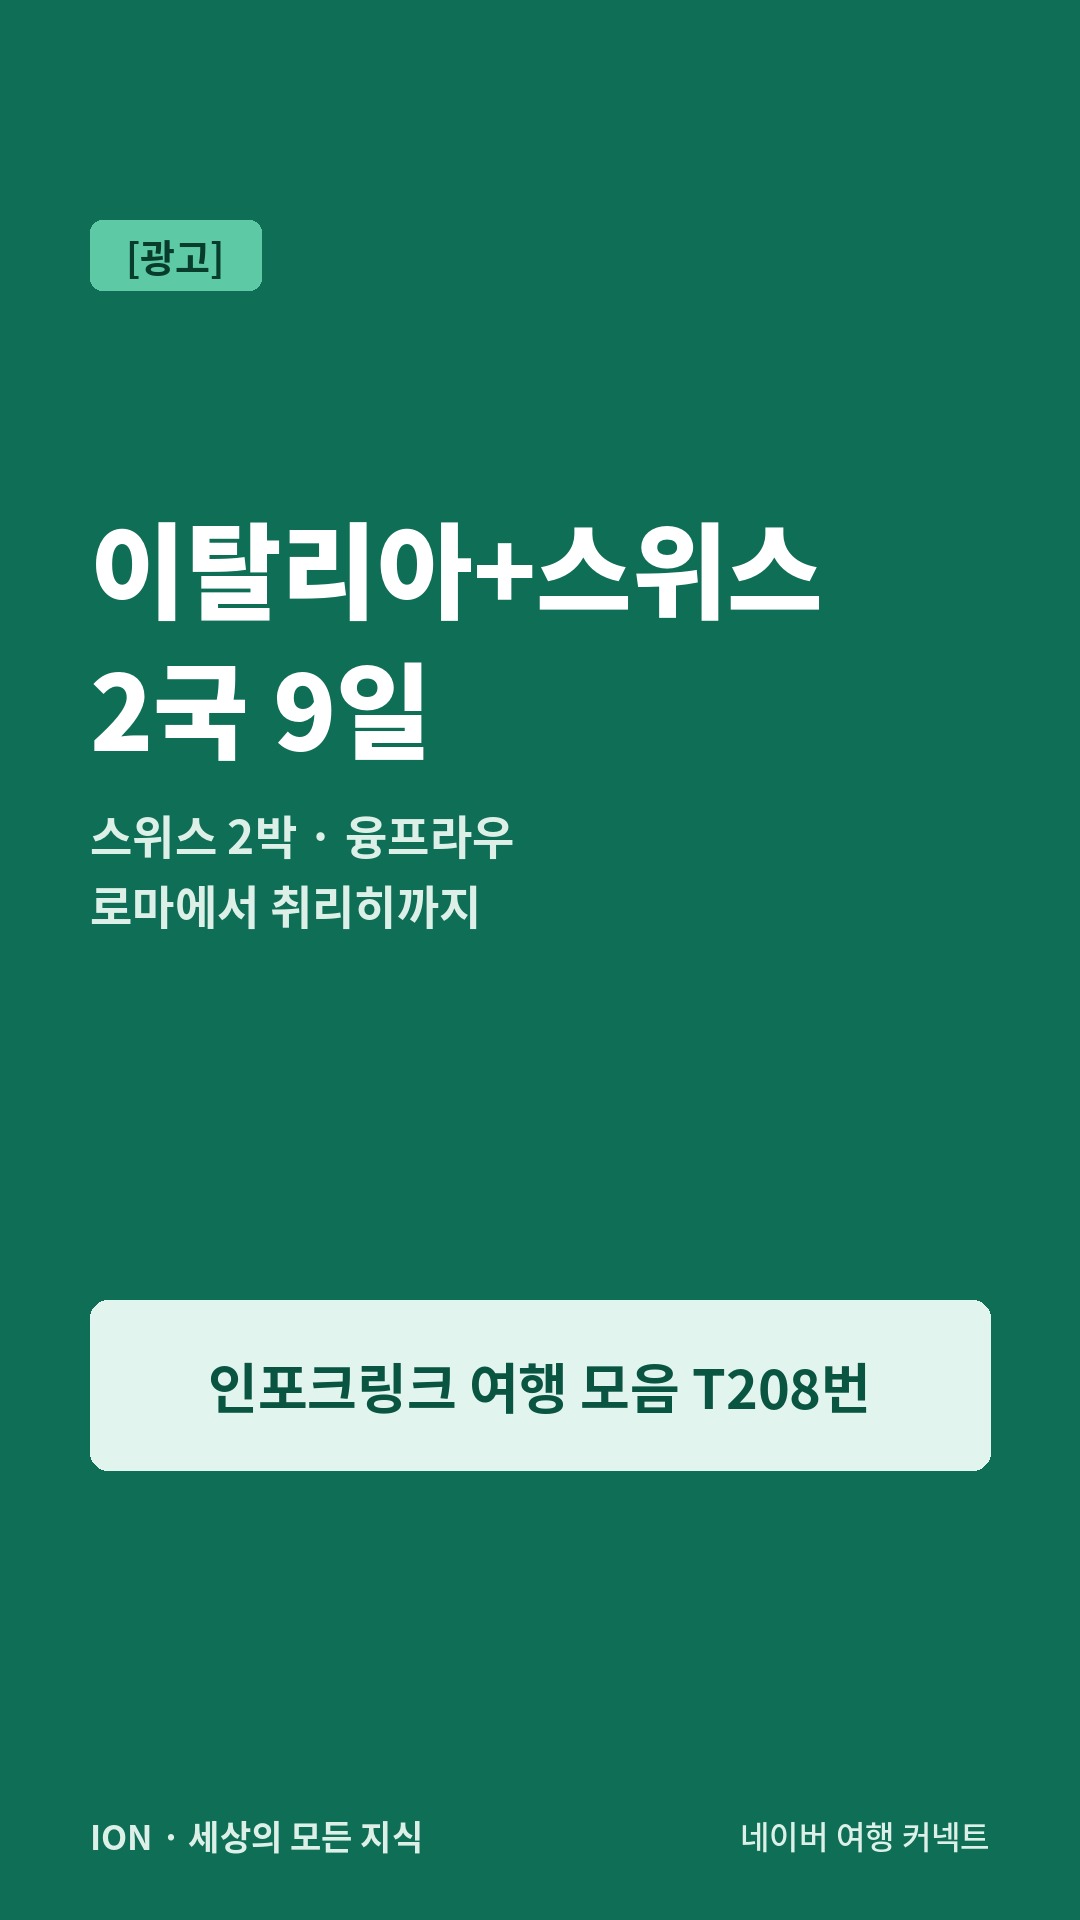 [광고]
이탈리아+스위스
2국 9일
스위스 2박 · 융프라우
로마에서 취리히까지
인포크링크 여행 모음 T208번
ION · 세상의 모든 지식
네이버 여행 커넥트